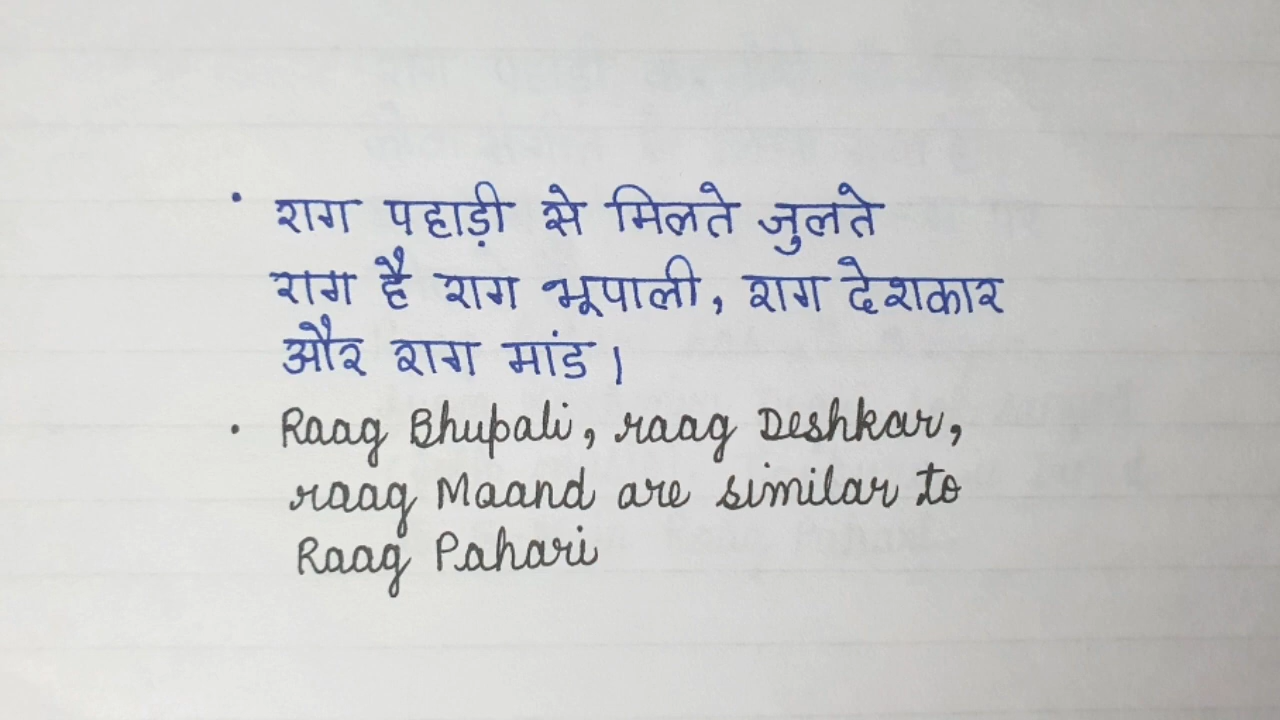 • राग पहाड़ी से मिलते जुलते
राग है राग भूपाली, राग देशकार
और राग मांड।
• Raag Bhupali, raag Deshkar,
raag Maand are similar to
Raag Pahari